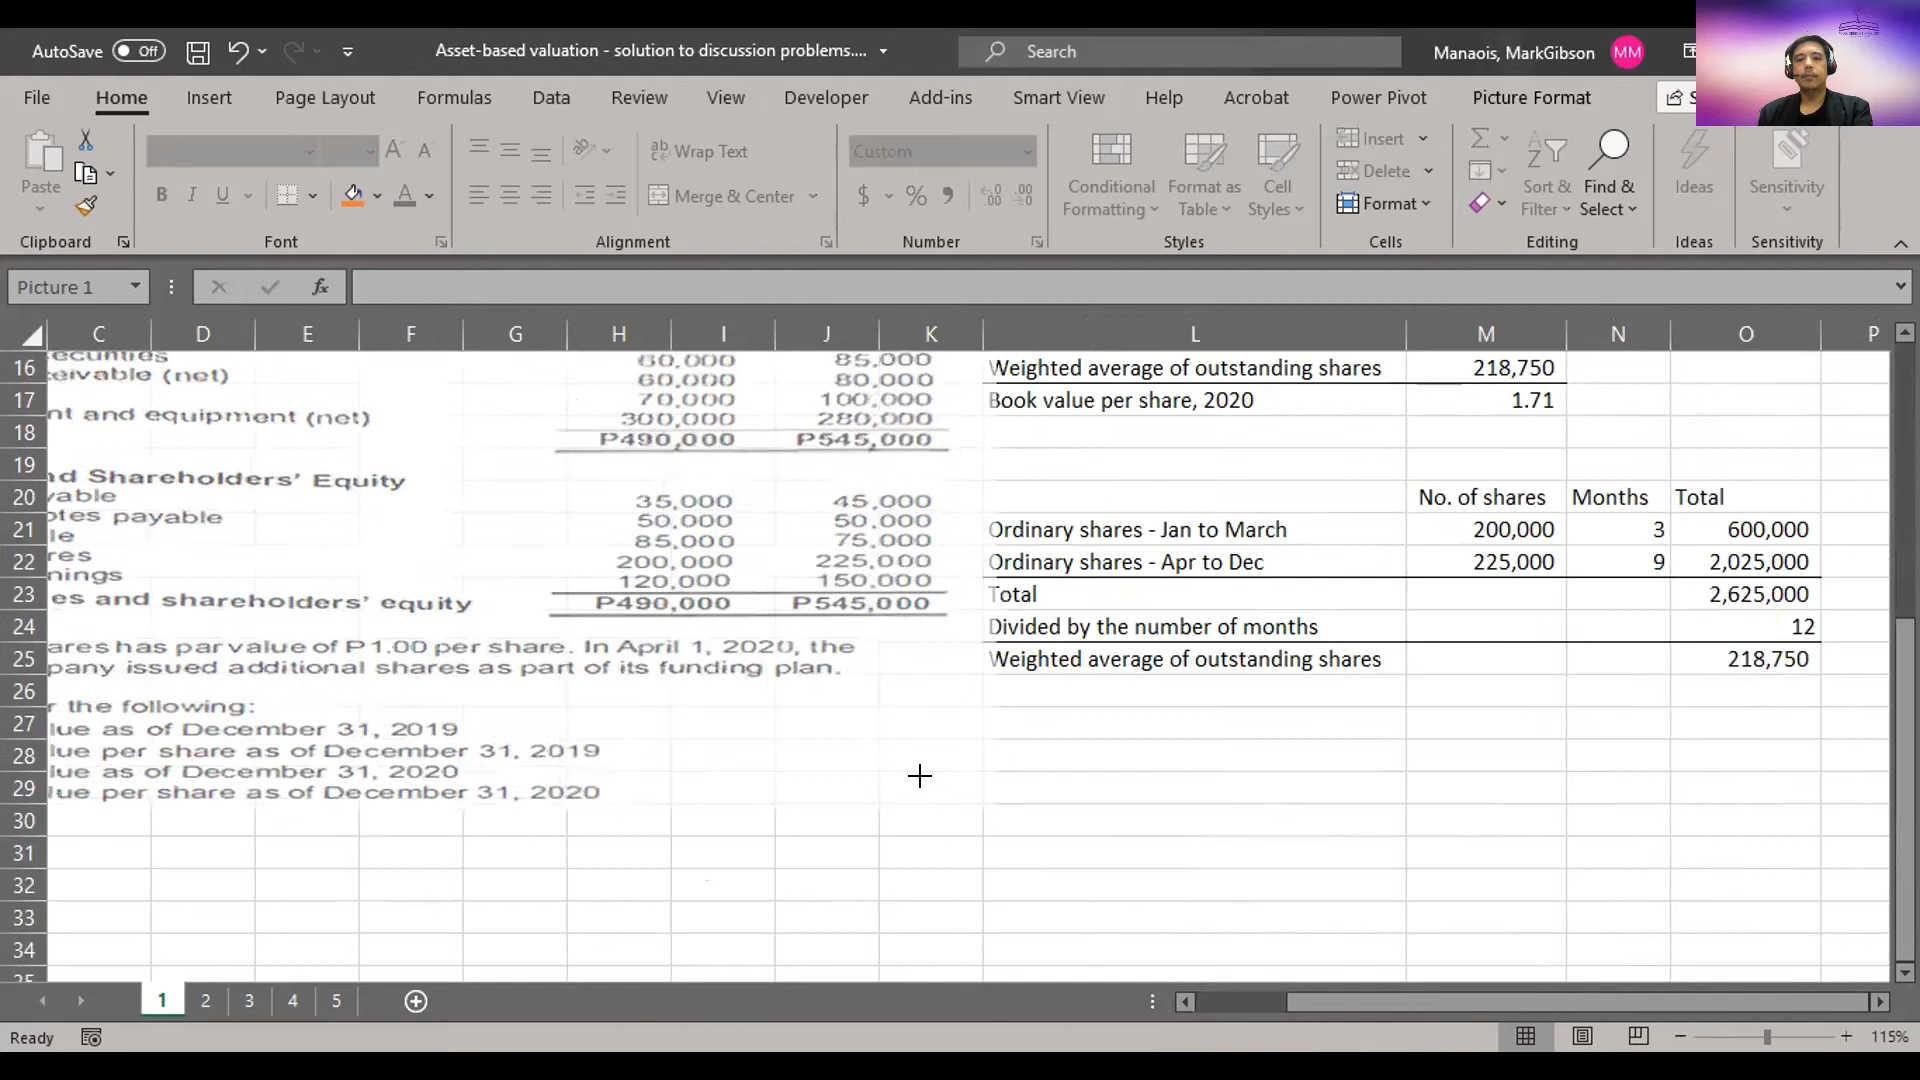 AutoSave Off
Asset-based valuation - solution to discussion problems....
Search
Manaois, MarkGibson MM
File Home Insert Page Layout Formulas Data Review View Developer Add-ins Smart View Help Acrobat Power Pivot Picture Format
Paste
B I U
A A
A
ab Wrap Text
Merge & Center
Custom
$ % 9
Conditional Formatting
Format as Table
Cell Styles
Insert
Delete
Format
Sort & Filter
Find & Select
Ideas
Sensitivity
Clipboard Font Alignment Number Styles Cells Editing Ideas Sensitivity
Picture 1 fx
C D E F G H I J K L M N O P
16 ecurities 60,000 85,000 Weighted average of outstanding shares 218,750
eivable (net) 60,000 80,000
17 70,000 100,000 Book value per share, 2020 1.71
nt and equipment (net) 300,000 280,000
18 P490,000 P545,000
19 nd Shareholders' Equity
20 yable 35,000 45,000 No. of shares Months Total
otes payable 50,000 50,000
21 le 85,000 75,000 Ordinary shares - Jan to March 200,000 3 600,000
22 res 200,000 225,000 Ordinary shares - Apr to Dec 225,000 9 2,025,000
nings 120,000 150,000
23 es and shareholders' equity P490,000 P545,000 Total 2,625,000
24 Divided by the number of months 12
ares has par value of P1.00 per share. In April 1, 2020, the
25 pany issued additional shares as part of its funding plan. Weighted average of outstanding shares 218,750
26 r the following:
27 lue as of December 31, 2019
28 lue per share as of December 31, 2019
lue as of December 31, 2020
29 lue per share as of December 31, 2020
30
31
32
33
34
35
1 2 3 4 5
Ready 115%